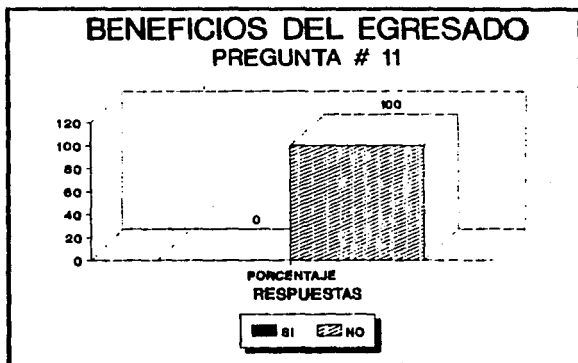 BENEFICIOS DEL EGRESADO
PREGUNTA # 11
100
120
100
80
60
40
20
0
0
PORCENTAJE
RESPUESTAS
SI NO